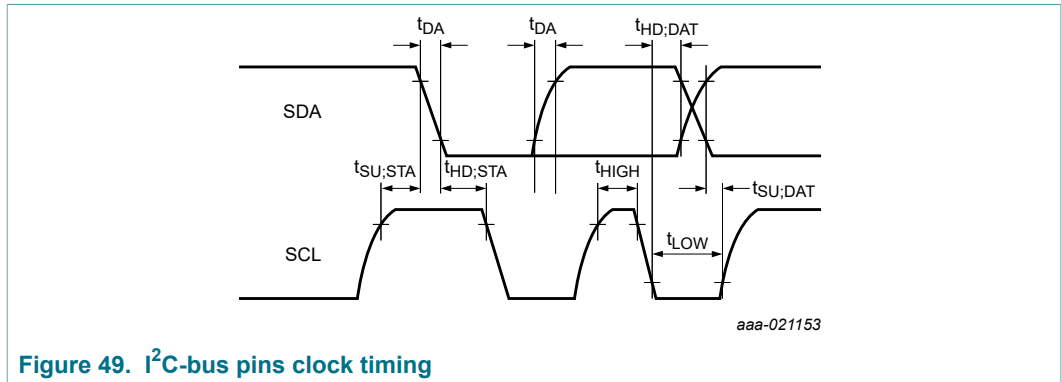 tDA tDA tHD;DAT
SDA
tSU;STA tHD;STA tHIGH tSU;DAT
tLOW
SCL
aaa-021153
Figure 49. I²C-bus pins clock timing